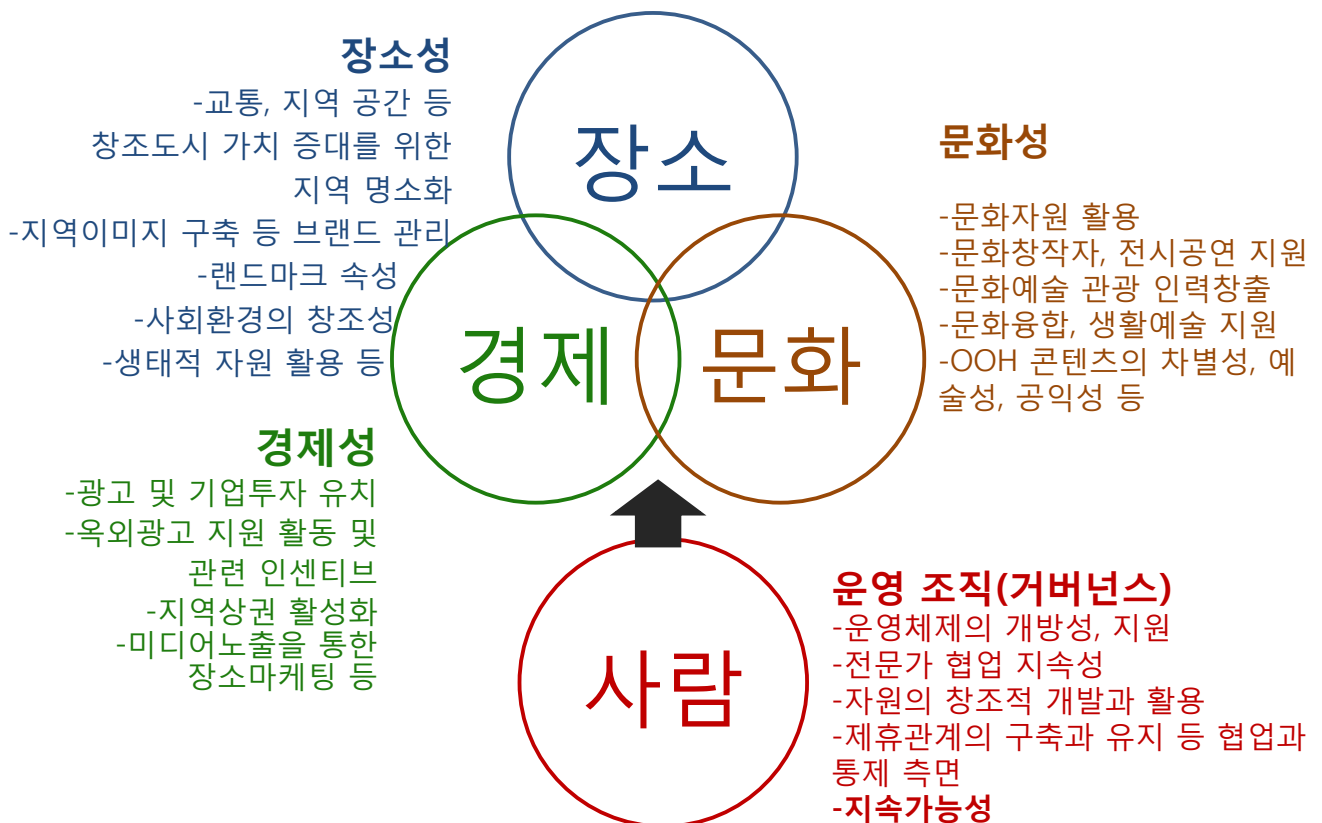 장소성
-교통, 지역 공간 등
창조도시 가치 증대를 위한
지역 명소화
-지역이미지 구축 등 브랜드 관리
-랜드마크 속성
-사회환경의 창조성
-생태적 자원 활용 등
장소
문화성
-문화자원 활용
-문화창작자, 전시공연 지원
-문화예술 관광 인력창출
-문화융합, 생활예술 지원
-OOH 콘텐츠의 차별성, 예
술성, 공익성 등
경제
문화
경제성
-광고 및 기업투자 유치
-옥외광고 지원 활동 및
관련 인센티브
-지역상권 활성화
-미디어노출을 통한
장소마케팅 등
사람
운영 조직(거버넌스)
-운영체제의 개방성, 지원
-전문가 협업 지속성
-자원의 창조적 개발과 활용
-제휴관계의 구축과 유지 등 협업과
통제 측면
-지속가능성